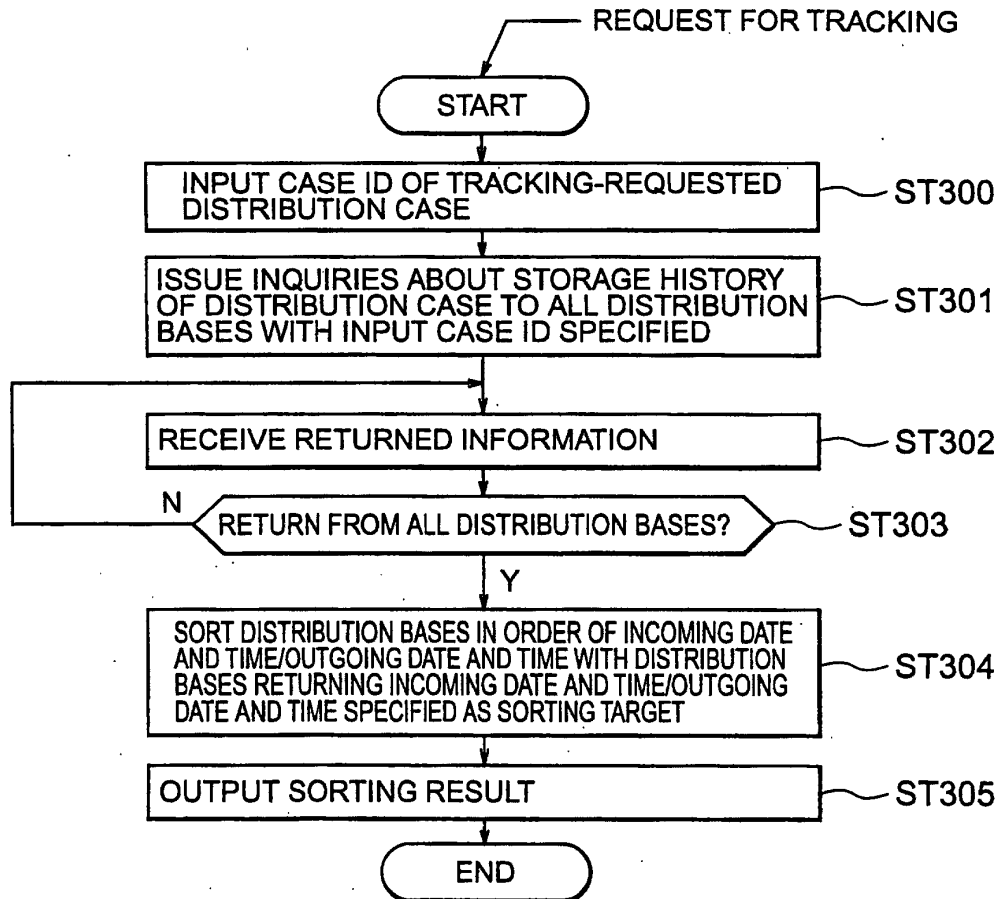 REQUEST FOR TRACKING
START
INPUT CASE ID OF TRACKING-REQUESTED
DISTRIBUTION CASE
ST300
ISSUE INQUIRIES ABOUT STORAGE HISTORY
OF DISTRIBUTION CASE TO ALL DISTRIBUTION
BASES WITH INPUT CASE ID SPECIFIED
ST301
RECEIVE RETURNED INFORMATION
ST302
N
RETURN FROM ALL DISTRIBUTION BASES?
ST303
Y
SORT DISTRIBUTION BASES IN ORDER OF INCOMING DATE
AND TIME/OUTGOING DATE AND TIME WITH DISTRIBUTION
BASES RETURNING INCOMING DATE AND TIME/OUTGOING
DATE AND TIME SPECIFIED AS SORTING TARGET
ST304
OUTPUT SORTING RESULT
ST305
END